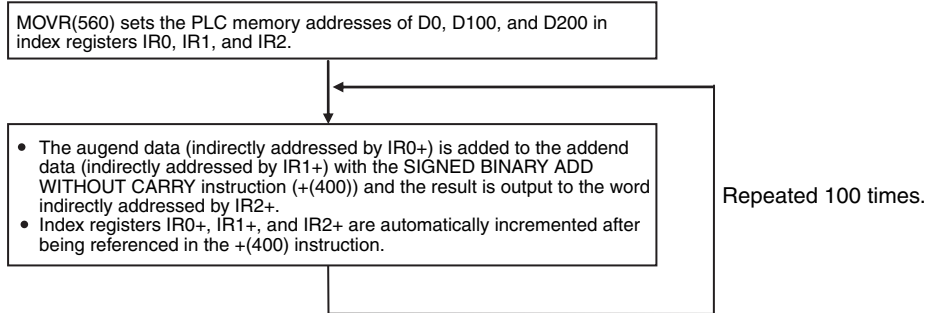 MOVR(560) sets the PLC memory addresses of D0, D100, and D200 in
index registers IR0, IR1, and IR2.
• The augend data (indirectly addressed by IR0+) is added to the addend
data (indirectly addressed by IR1+) with the SIGNED BINARY ADD
WITHOUT CARRY instruction (+(400)) and the result is output to the word
indirectly addressed by IR2+.
• Index registers IR0+, IR1+, and IR2+ are automatically incremented after
being referenced in the +(400) instruction.
Repeated 100 times.